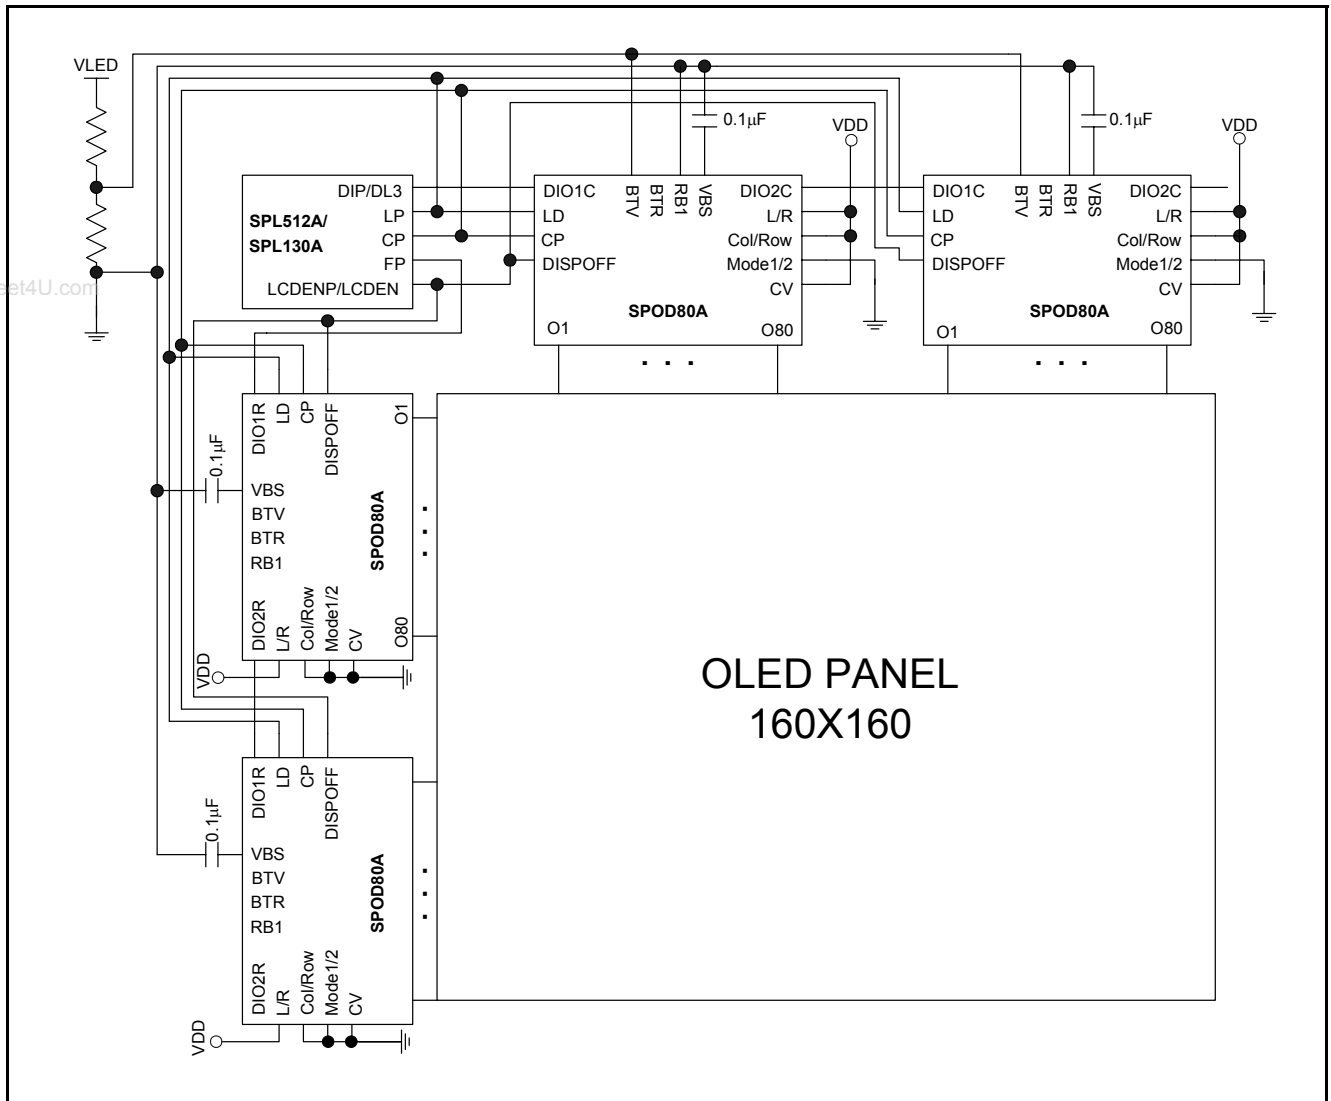 VLED
0.1µF
VDD
0.1µF
VDD
SPL512A/
SPL130A
DIP/DL3
LP
CP
FP
LCDENP/LCDEN
DIO1C
LD
CP
DISPOFF
BTV
BTR
RB1
VBS
DIO2C
L/R
Col/Row
Mode1/2
CV
SPOD80A
O1
O80
. . .
DIO1C
LD
CP
DISPOFF
BTV
BTR
RB1
VBS
DIO2C
L/R
Col/Row
Mode1/2
CV
SPOD80A
O1
O80
. . .
eet4U.com
DIO1R
LD
CP
DISPOFF
O1
0.1µF
VBS
BTV
BTR
RB1
SPOD80A
. . .
DIO2R
L/R
Col/Row
Mode1/2
CV
O80
VDD
OLED PANEL
160X160
DIO1R
LD
CP
DISPOFF
0.1µF
VBS
BTV
BTR
RB1
SPOD80A
. . .
DIO2R
L/R
Col/Row
Mode1/2
CV
VDD